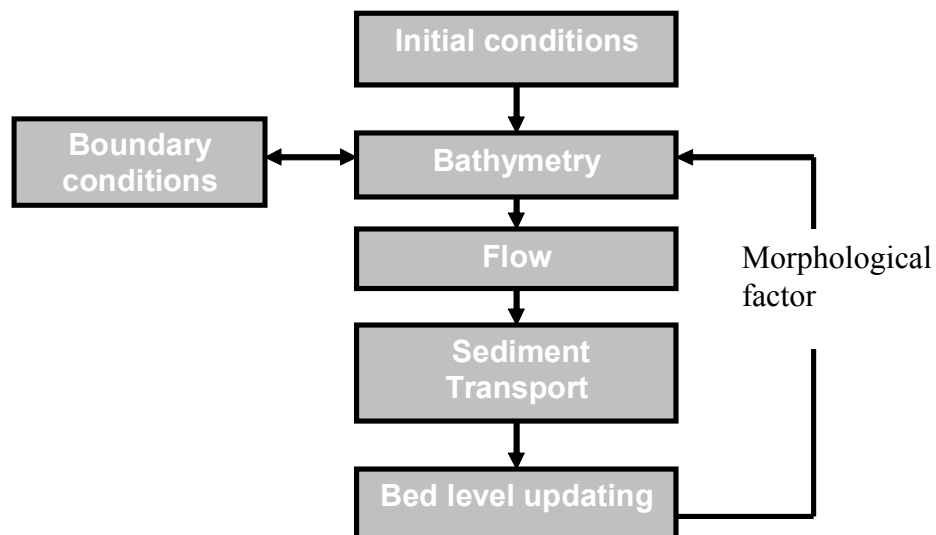 Initial conditions
Boundary
conditions
Bathymetry
Flow
Morphological
factor
Sediment
Transport
Bed level updating